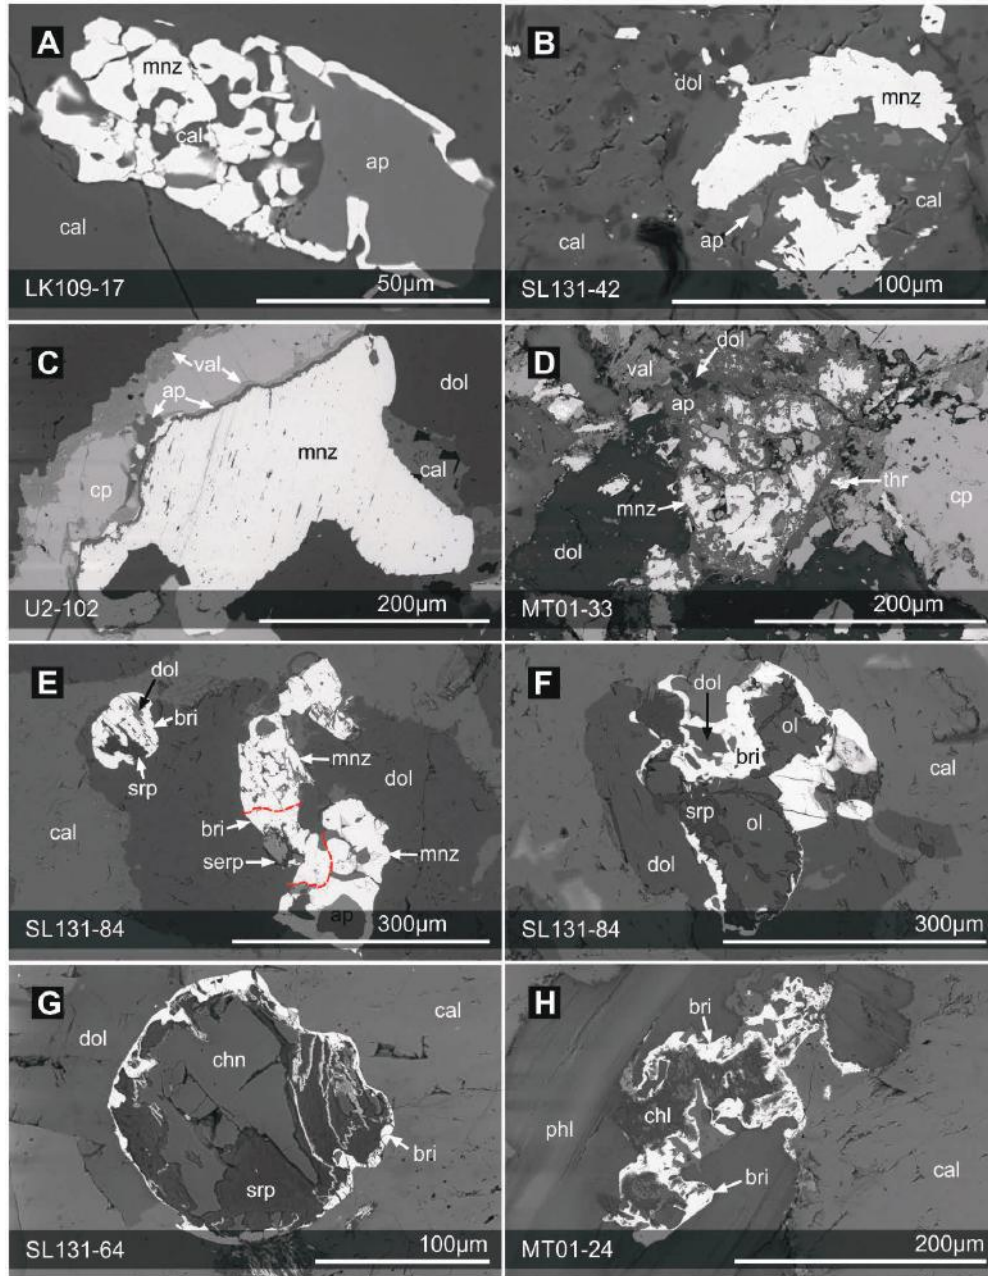 A
mnz
cal
ap
cal
50µm
LK109-17
B
dol
mnz
cal
cal
ap
100µm
SL131-42
C
val
dol
ap
mnz
cal
cp
200µm
U2-102
D
dol
val
ap
thr
mnz
cp
dol
200µm
MT01-33
E
dol
bri
srp
mnz
dol
cal
bri
serp
mnz
ap
300µm
SL131-84
F
dol
ol
bri
cal
srp
ol
dol
300µm
SL131-84
G
cal
dol
chn
bri
srp
100µm
SL131-64
H
bri
chl
phl
bri
cal
200µm
MT01-24